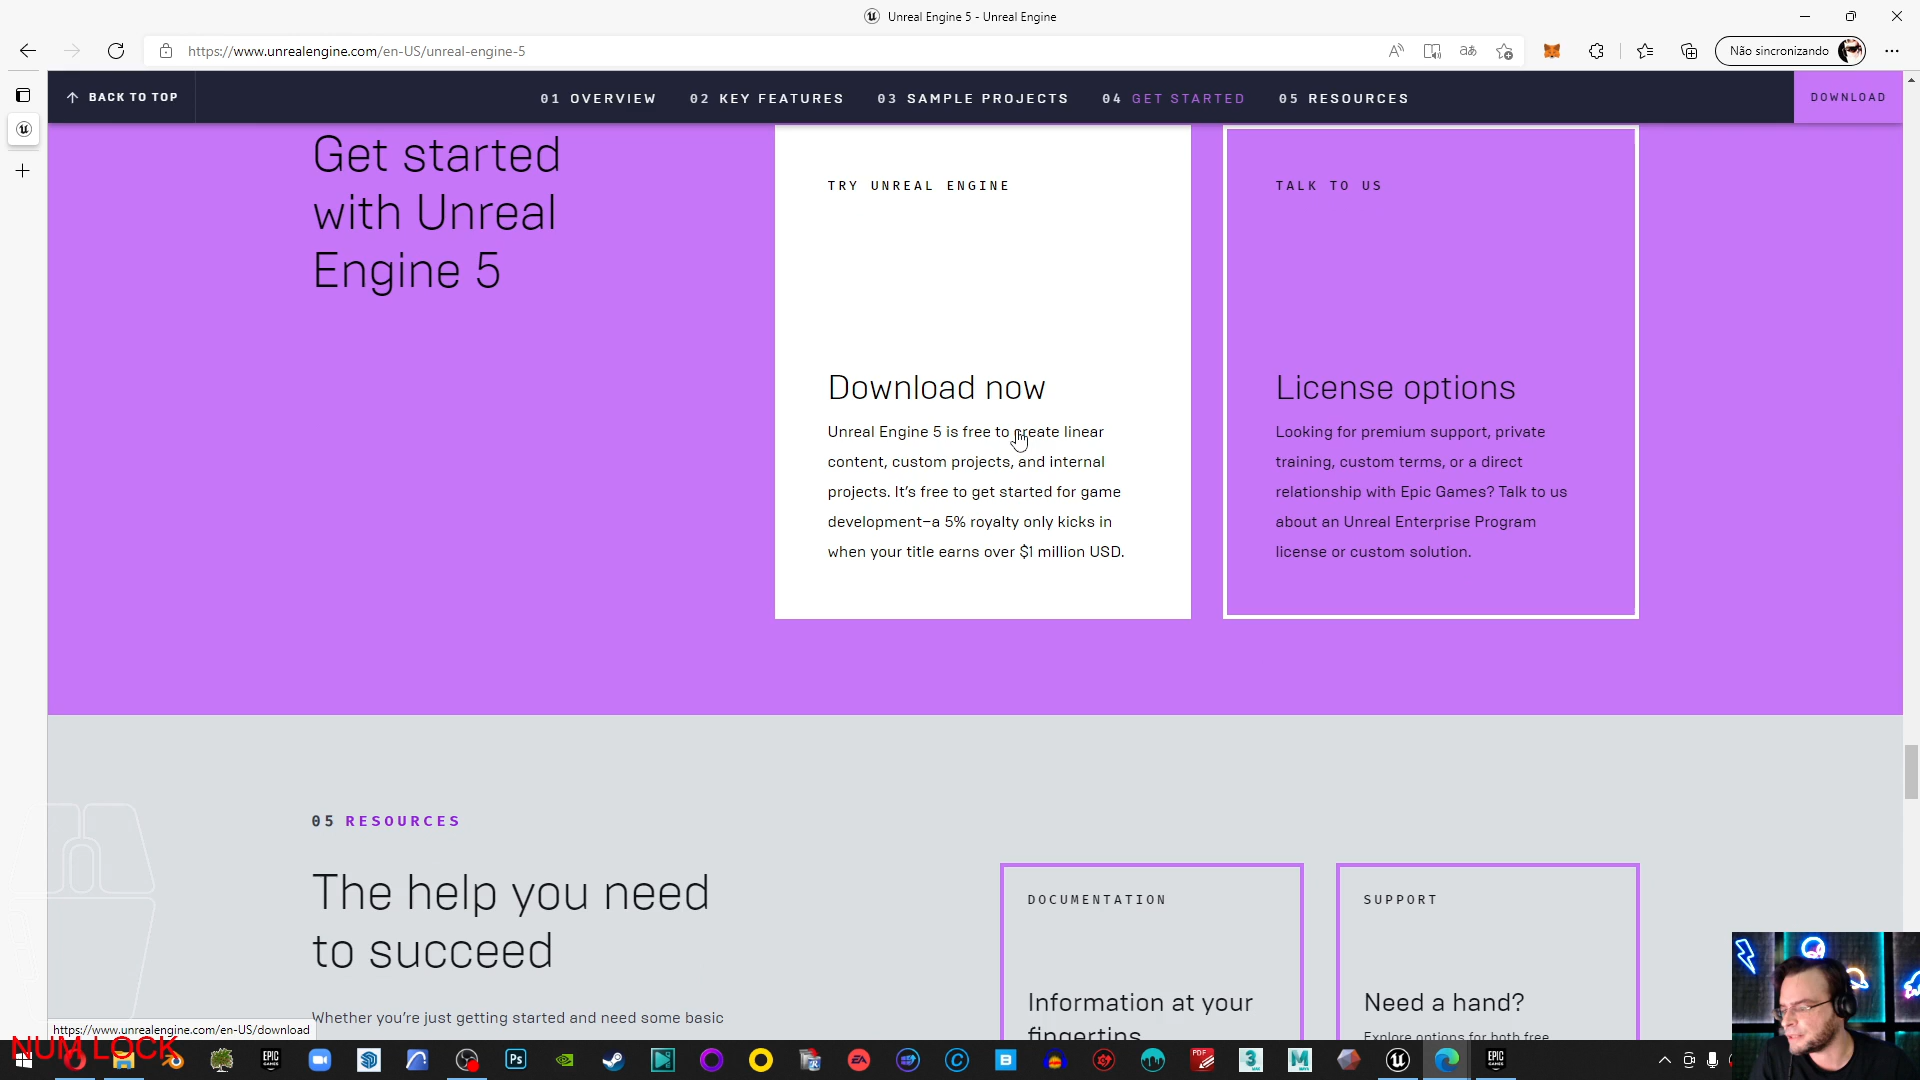 Unreal Engine 5 - Unreal Engine
https://www.unrealengine.com/en-US/unreal-engine-5
Não sincronizando
BACK TO TOP
01 OVERVIEW
02 KEY FEATURES
03 SAMPLE PROJECTS
04 GET STARTED
05 RESOURCES
DOWNLOAD
Get started
with Unreal
Engine 5
TRY UNREAL ENGINE
Download now
Unreal Engine 5 is free to create linear
content, custom projects, and internal
projects. It's free to get started for game
development–a 5% royalty only kicks in
when your title earns over $1 million USD.
TALK TO US
License options
Looking for premium support, private
training, custom terms, or a direct
relationship with Epic Games? Talk to us
about an Unreal Enterprise Program
license or custom solution.
05 RESOURCES
The help you need
to succeed
Whether you're just getting started and need some basic
DOCUMENTATION
Information at your
fingertips
SUPPORT
Need a hand?
Explore options for both free
https://www.unrealengine.com/en-US/download
NUM LOCK